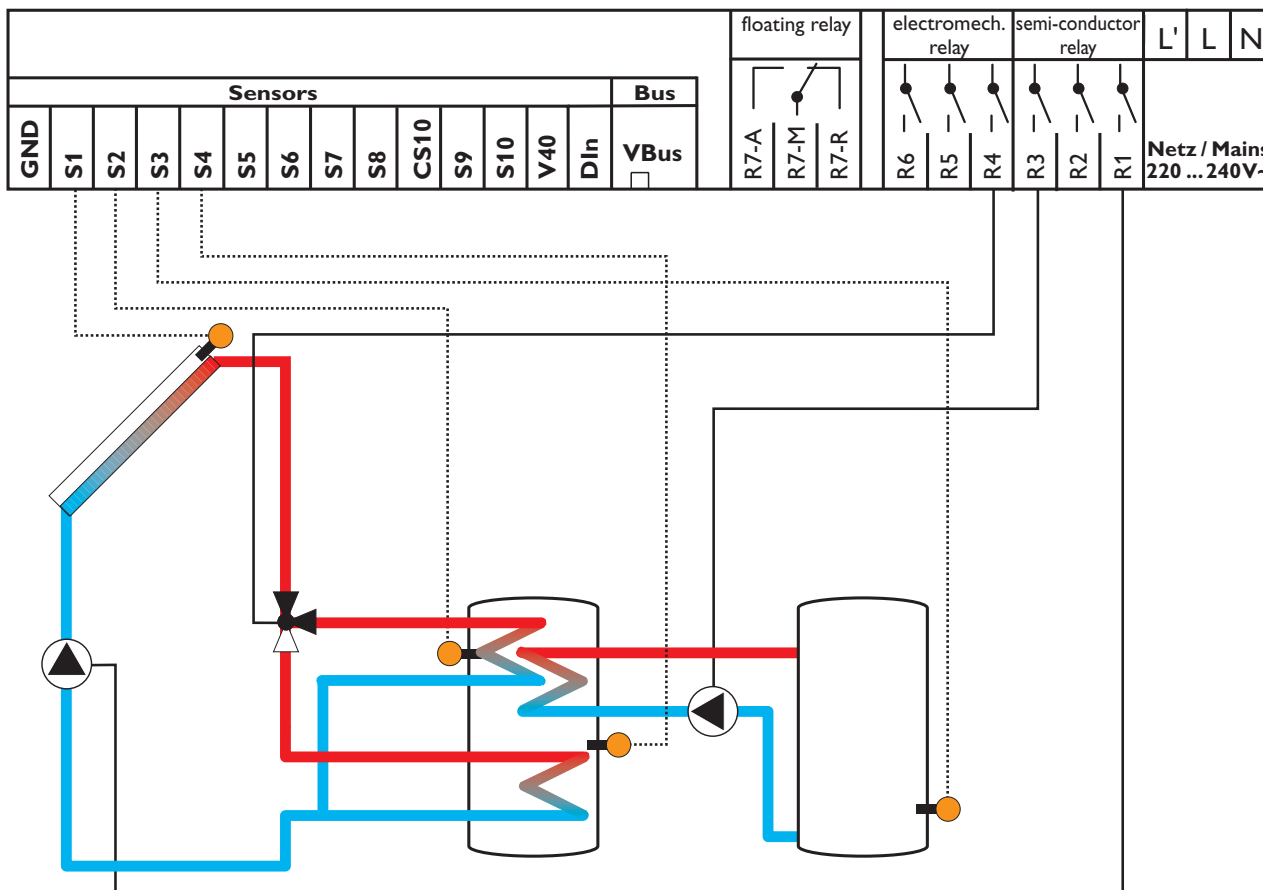 floating relay
electromech.
relay
semi-conductor
relay
L'
L
N
Sensors
Bus
GND
S1
S2
S3
S4
S5
S6
S7
S8
CS10
S9
S10
V40
DIn
VBus
R7-A
R7-M
R7-R
R6
R5
R4
R3
R2
R1
Netz / Mains
220 ... 240V~